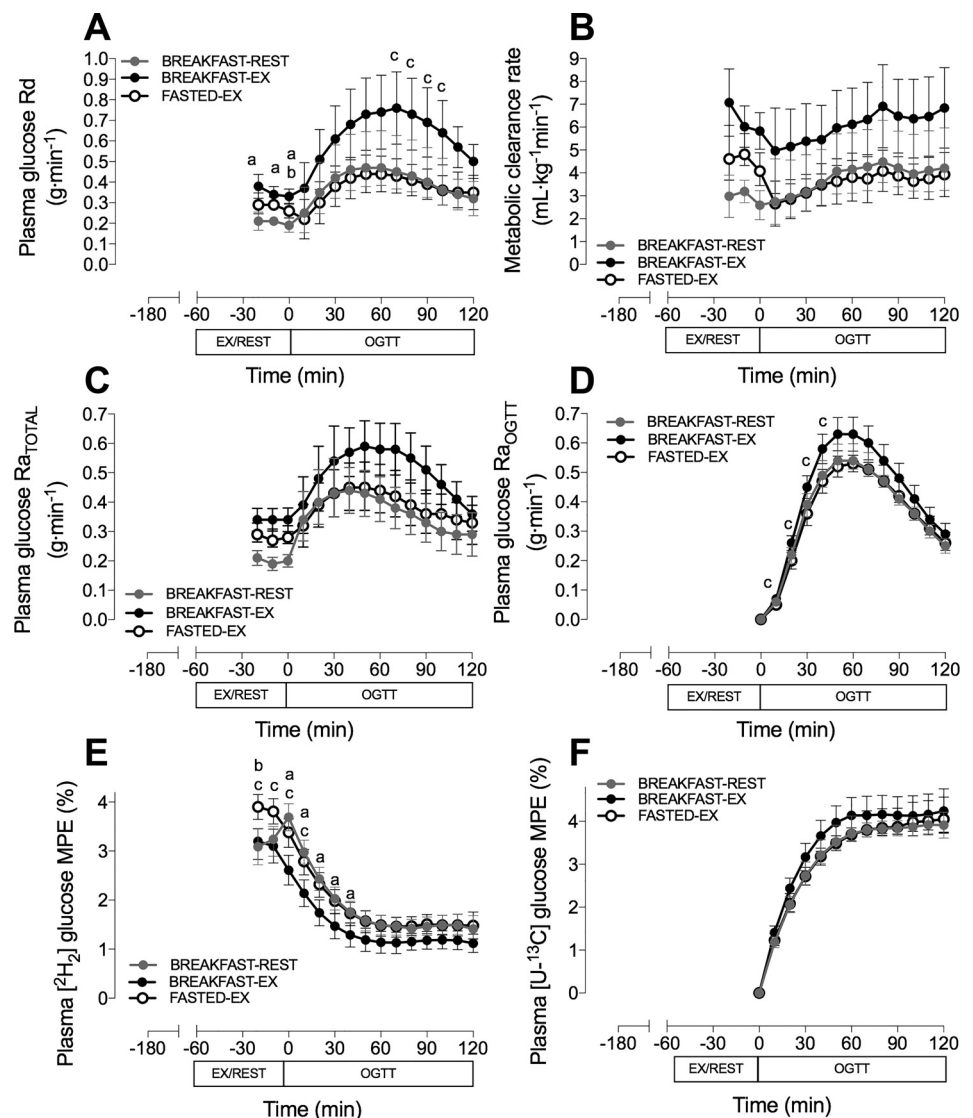 A
Plasma glucose Rd
(g·min⁻¹)
BREAKFAST-REST
BREAKFAST-EX
FASTED-EX
1.0
0.9
0.8
0.7
0.6
0.5
0.4
0.3
0.2
0.1
0.0
a a a
b
c c c c
-180 -60 -30 0 30 60 90 120
EX/REST OGTT
Time (min)
B
Metabolic clearance rate
(mL·kg⁻¹min⁻¹)
9
8
7
6
5
4
3
2
1
0
BREAKFAST-REST
BREAKFAST-EX
FASTED-EX
-180 -60 -30 0 30 60 90 120
EX/REST OGTT
Time (min)
C
Plasma glucose Ra_TOTAL
(g·min⁻¹)
0.7
0.6
0.5
0.4
0.3
0.2
0.1
0.0
BREAKFAST-REST
BREAKFAST-EX
FASTED-EX
-180 -60 -30 0 30 60 90 120
EX/REST OGTT
Time (min)
D
Plasma glucose Ra_OGTT
(g·min⁻¹)
0.7
0.6
0.5
0.4
0.3
0.2
0.1
0.0
BREAKFAST-REST
BREAKFAST-EX
FASTED-EX
c c c c
-180 -60 -30 0 30 60 90 120
EX/REST OGTT
Time (min)
E
Plasma [²H₂] glucose MPE (%)
4
3
2
1
0
b a
c c c a
c a a a
BREAKFAST-REST
BREAKFAST-EX
FASTED-EX
-180 -60 -30 0 30 60 90 120
EX/REST OGTT
Time (min)
F
Plasma [U-¹³C] glucose MPE (%)
4
3
2
1
0
BREAKFAST-REST
BREAKFAST-EX
FASTED-EX
-180 -60 -30 0 30 60 90 120
EX/REST OGTT
Time (min)